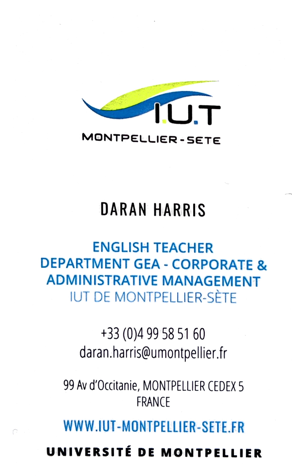 I.U.T
MONTPELLIER-SETE
DARAN HARRIS
ENGLISH TEACHER
DEPARTMENT GEA - CORPORATE &
ADMINISTRATIVE MANAGEMENT
IUT DE MONTPELLIER-SÈTE
+33 (0)4 99 58 51 60
daran.harris@umontpellier.fr
99 Av d'Occitanie, MONTPELLIER CEDEX 5
FRANCE
WWW.IUT-MONTPELLIER-SETE.FR
UNIVERSITÉ DE MONTPELLIER